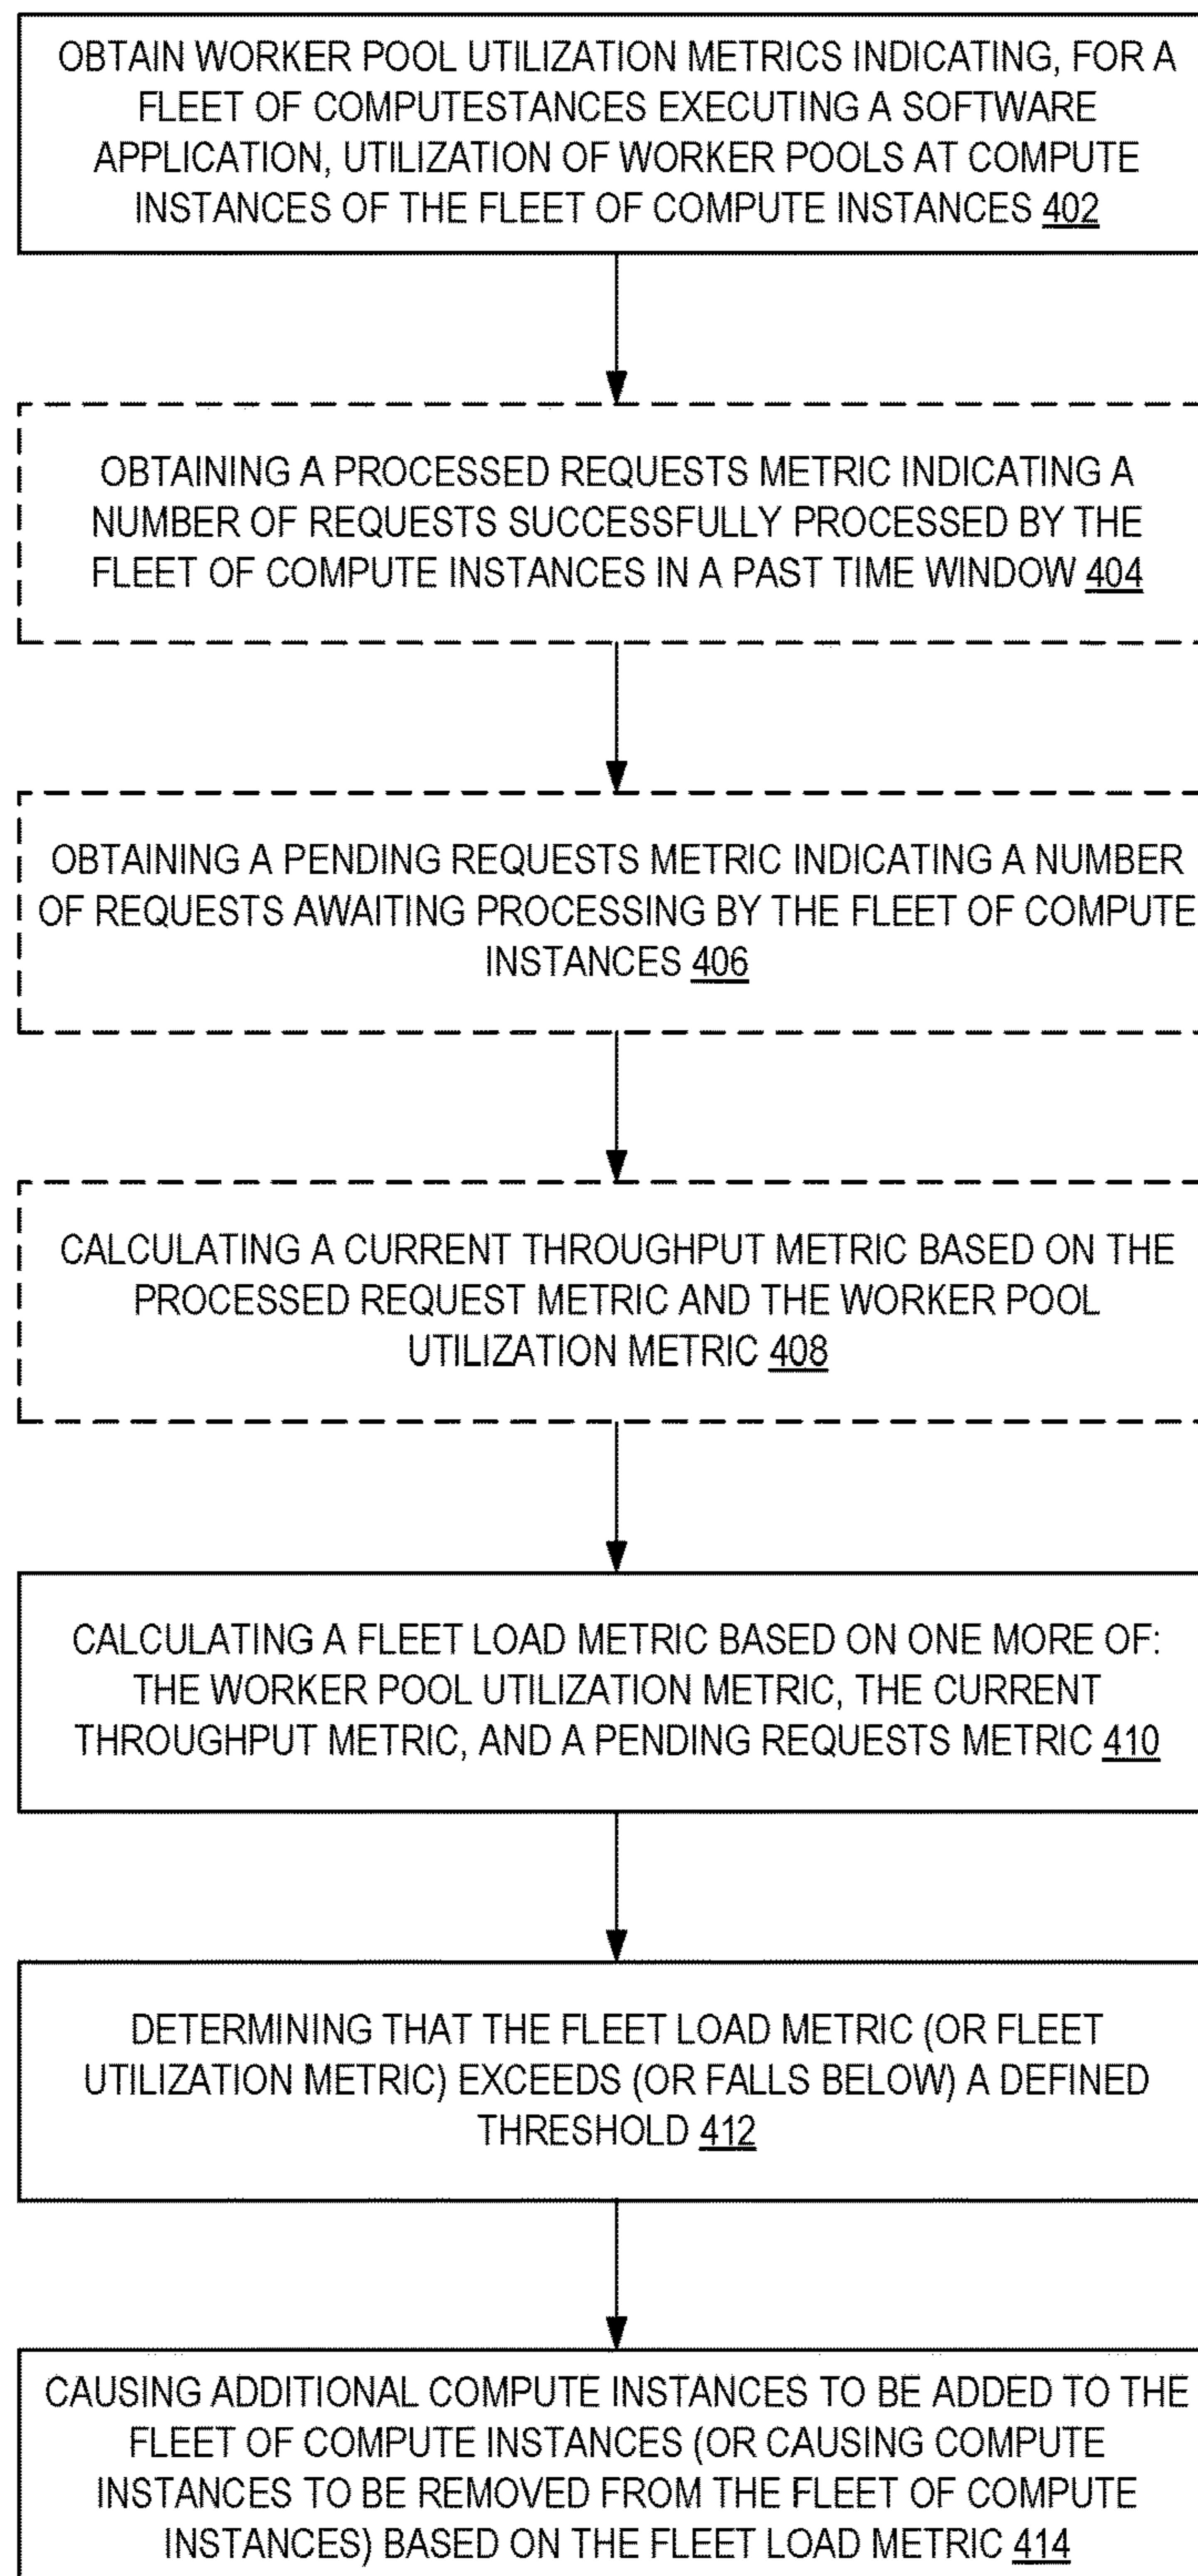 OBTAIN WORKER POOL UTILIZATION METRICS INDICATING, FOR A
FLEET OF COMPUTESTANCES EXECUTING A SOFTWARE
APPLICATION, UTILIZATION OF WORKER POOLS AT COMPUTE
INSTANCES OF THE FLEET OF COMPUTE INSTANCES 402
OBTAINING A PROCESSED REQUESTS METRIC INDICATING A
NUMBER OF REQUESTS SUCCESSFULLY PROCESSED BY THE
FLEET OF COMPUTE INSTANCES IN A PAST TIME WINDOW 404
OBTAINING A PENDING REQUESTS METRIC INDICATING A NUMBER
OF REQUESTS AWAITING PROCESSING BY THE FLEET OF COMPUTE
INSTANCES 406
CALCULATING A CURRENT THROUGHPUT METRIC BASED ON THE
PROCESSED REQUEST METRIC AND THE WORKER POOL
UTILIZATION METRIC 408
CALCULATING A FLEET LOAD METRIC BASED ON ONE MORE OF:
THE WORKER POOL UTILIZATION METRIC, THE CURRENT
THROUGHPUT METRIC, AND A PENDING REQUESTS METRIC 410
DETERMINING THAT THE FLEET LOAD METRIC (OR FLEET
UTILIZATION METRIC) EXCEEDS (OR FALLS BELOW) A DEFINED
THRESHOLD 412
CAUSING ADDITIONAL COMPUTE INSTANCES TO BE ADDED TO THE
FLEET OF COMPUTE INSTANCES (OR CAUSING COMPUTE
INSTANCES TO BE REMOVED FROM THE FLEET OF COMPUTE
INSTANCES) BASED ON THE FLEET LOAD METRIC 414